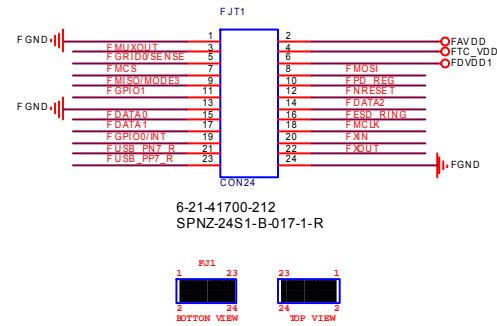 FJT1
FGND
1
2
FAVDD
FMUXOUT
3
4
FTC_VDD
FGRID0/SENSE
5
6
FDVDD1
FMCS
7
8
FMOSI
FMISO/MODE3
9
10
FPD_REG
FGPIO1
11
12
FNRESET
FGND
13
14
FDATA2
FDATA0
15
16
FESD_RING
FDATA1
17
18
FMCLK
FGPIO0/INT
19
20
FXIN
FUSB_PN7_R
21
22
FXOUT
FUSB_PP7_R
23
24
FGND
CON24
6-21-41700-212
SPNZ-24S1-B-017-1-R
FJ1
1 23
23 1
2 24
24 2
BOTTON VIEW
TOP VIEW